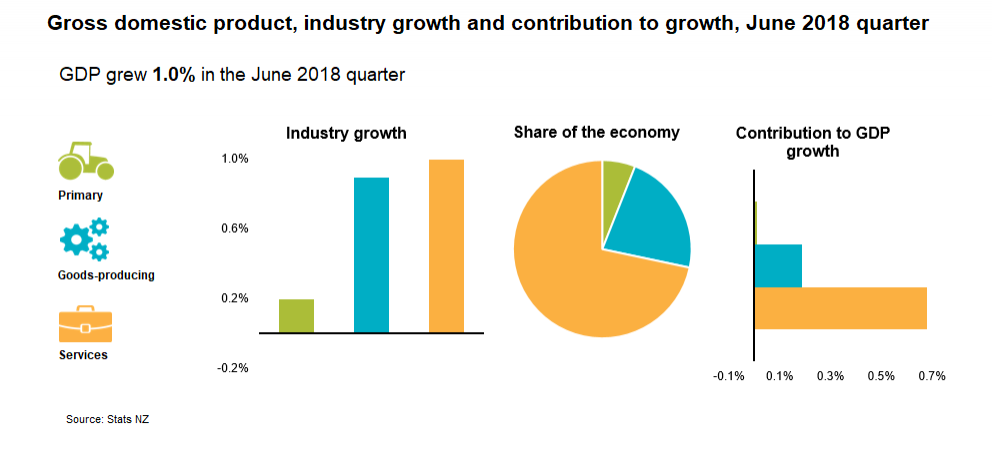 Gross domestic product, industry growth and contribution to growth, June 2018 quarter
GDP grew 1.0% in the June 2018 quarter
Primary
Goods-producing
Services
Industry growth
1.0%
0.6%
0.2%
-0.2%
Share of the economy
Contribution to GDP
growth
-0.1% 0.1% 0.3% 0.5% 0.7%
Source: Stats NZ